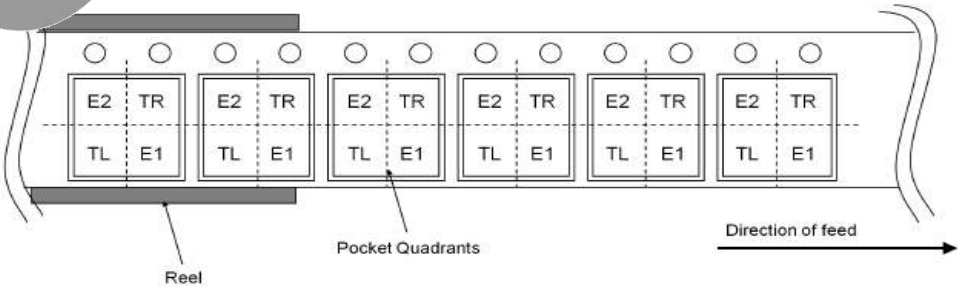 E2 TR E2 TR E2 TR E2 TR E2 TR E2 TR
TL E1 TL E1 TL E1 TL E1 TL E1 TL E1
Direction of feed
Pocket Quadrants
Reel